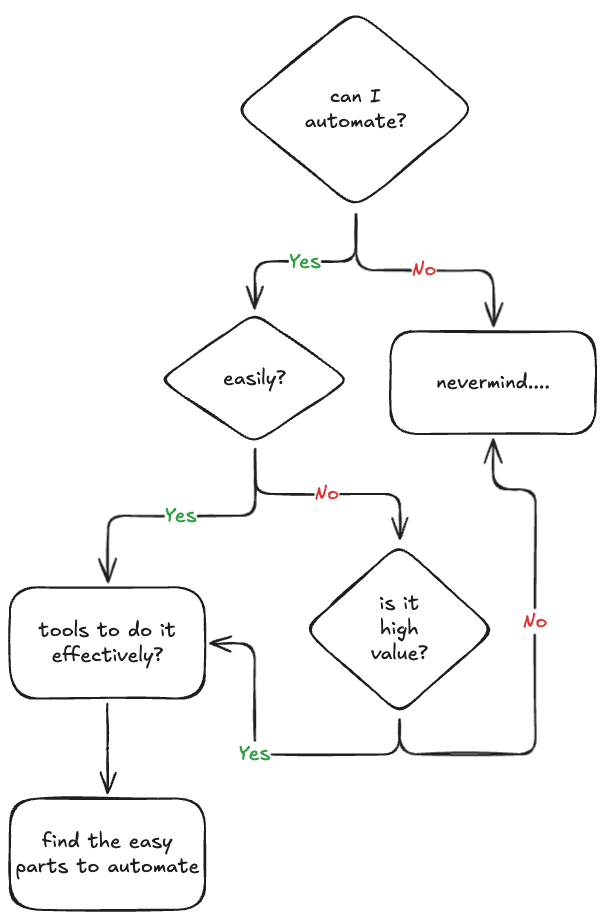 can I
automate?
Yes
No
easily?
nevermind....
No
Yes
is it
high
value?
No
tools to do it
effectively?
Yes
find the easy
parts to automate